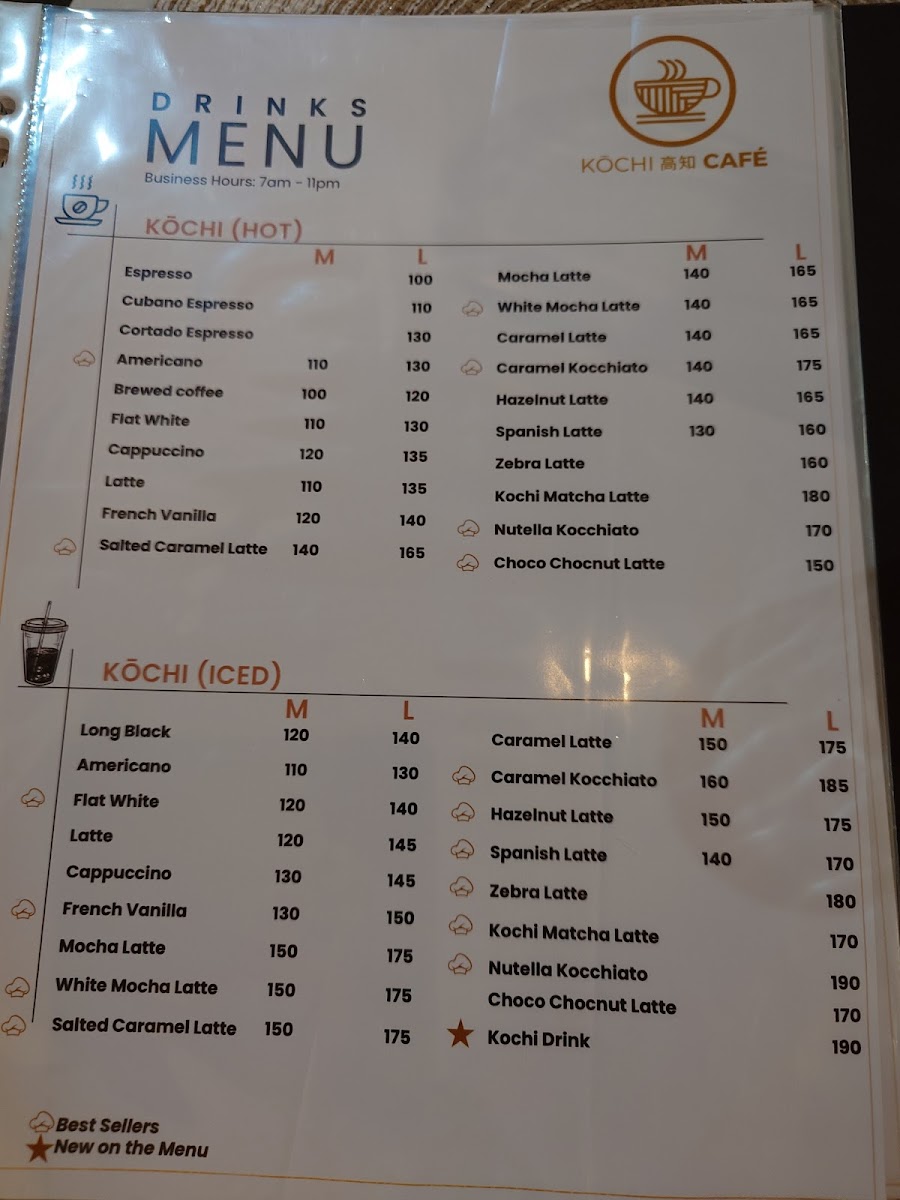 DRINKS
MENU
Business Hours: 7am - 11pm
KŌCHI 高知 CAFÉ
KŌCHI (HOT)
M L
Espresso 100
Cubano Espresso 110
Cortado Espresso 130
Americano 110 130
Brewed coffee 100 120
Flat White 110 130
Cappuccino 120 135
Latte 110 135
French Vanilla 120 140
Salted Caramel Latte 140 165
M L
Mocha Latte 140 165
White Mocha Latte 140 165
Caramel Latte 140 165
Caramel Kocchiato 140 175
Hazelnut Latte 140 165
Spanish Latte 130 160
Zebra Latte 160
Kochi Matcha Latte 180
Nutella Kocchiato 170
Choco Chocnut Latte 150
KŌCHI (ICED)
M L
Long Black 120 140
Americano 110 130
Flat White 120 140
Latte 120 145
Cappuccino 130 145
French Vanilla 130 150
Mocha Latte 150 175
White Mocha Latte 150 175
Salted Caramel Latte 150 175
M L
Caramel Latte 150 175
Caramel Kocchiato 160 185
Hazelnut Latte 150 175
Spanish Latte 140 170
Zebra Latte 180
Kochi Matcha Latte 170
Nutella Kocchiato 190
Choco Chocnut Latte 170
Kochi Drink 190
Best Sellers
New on the Menu